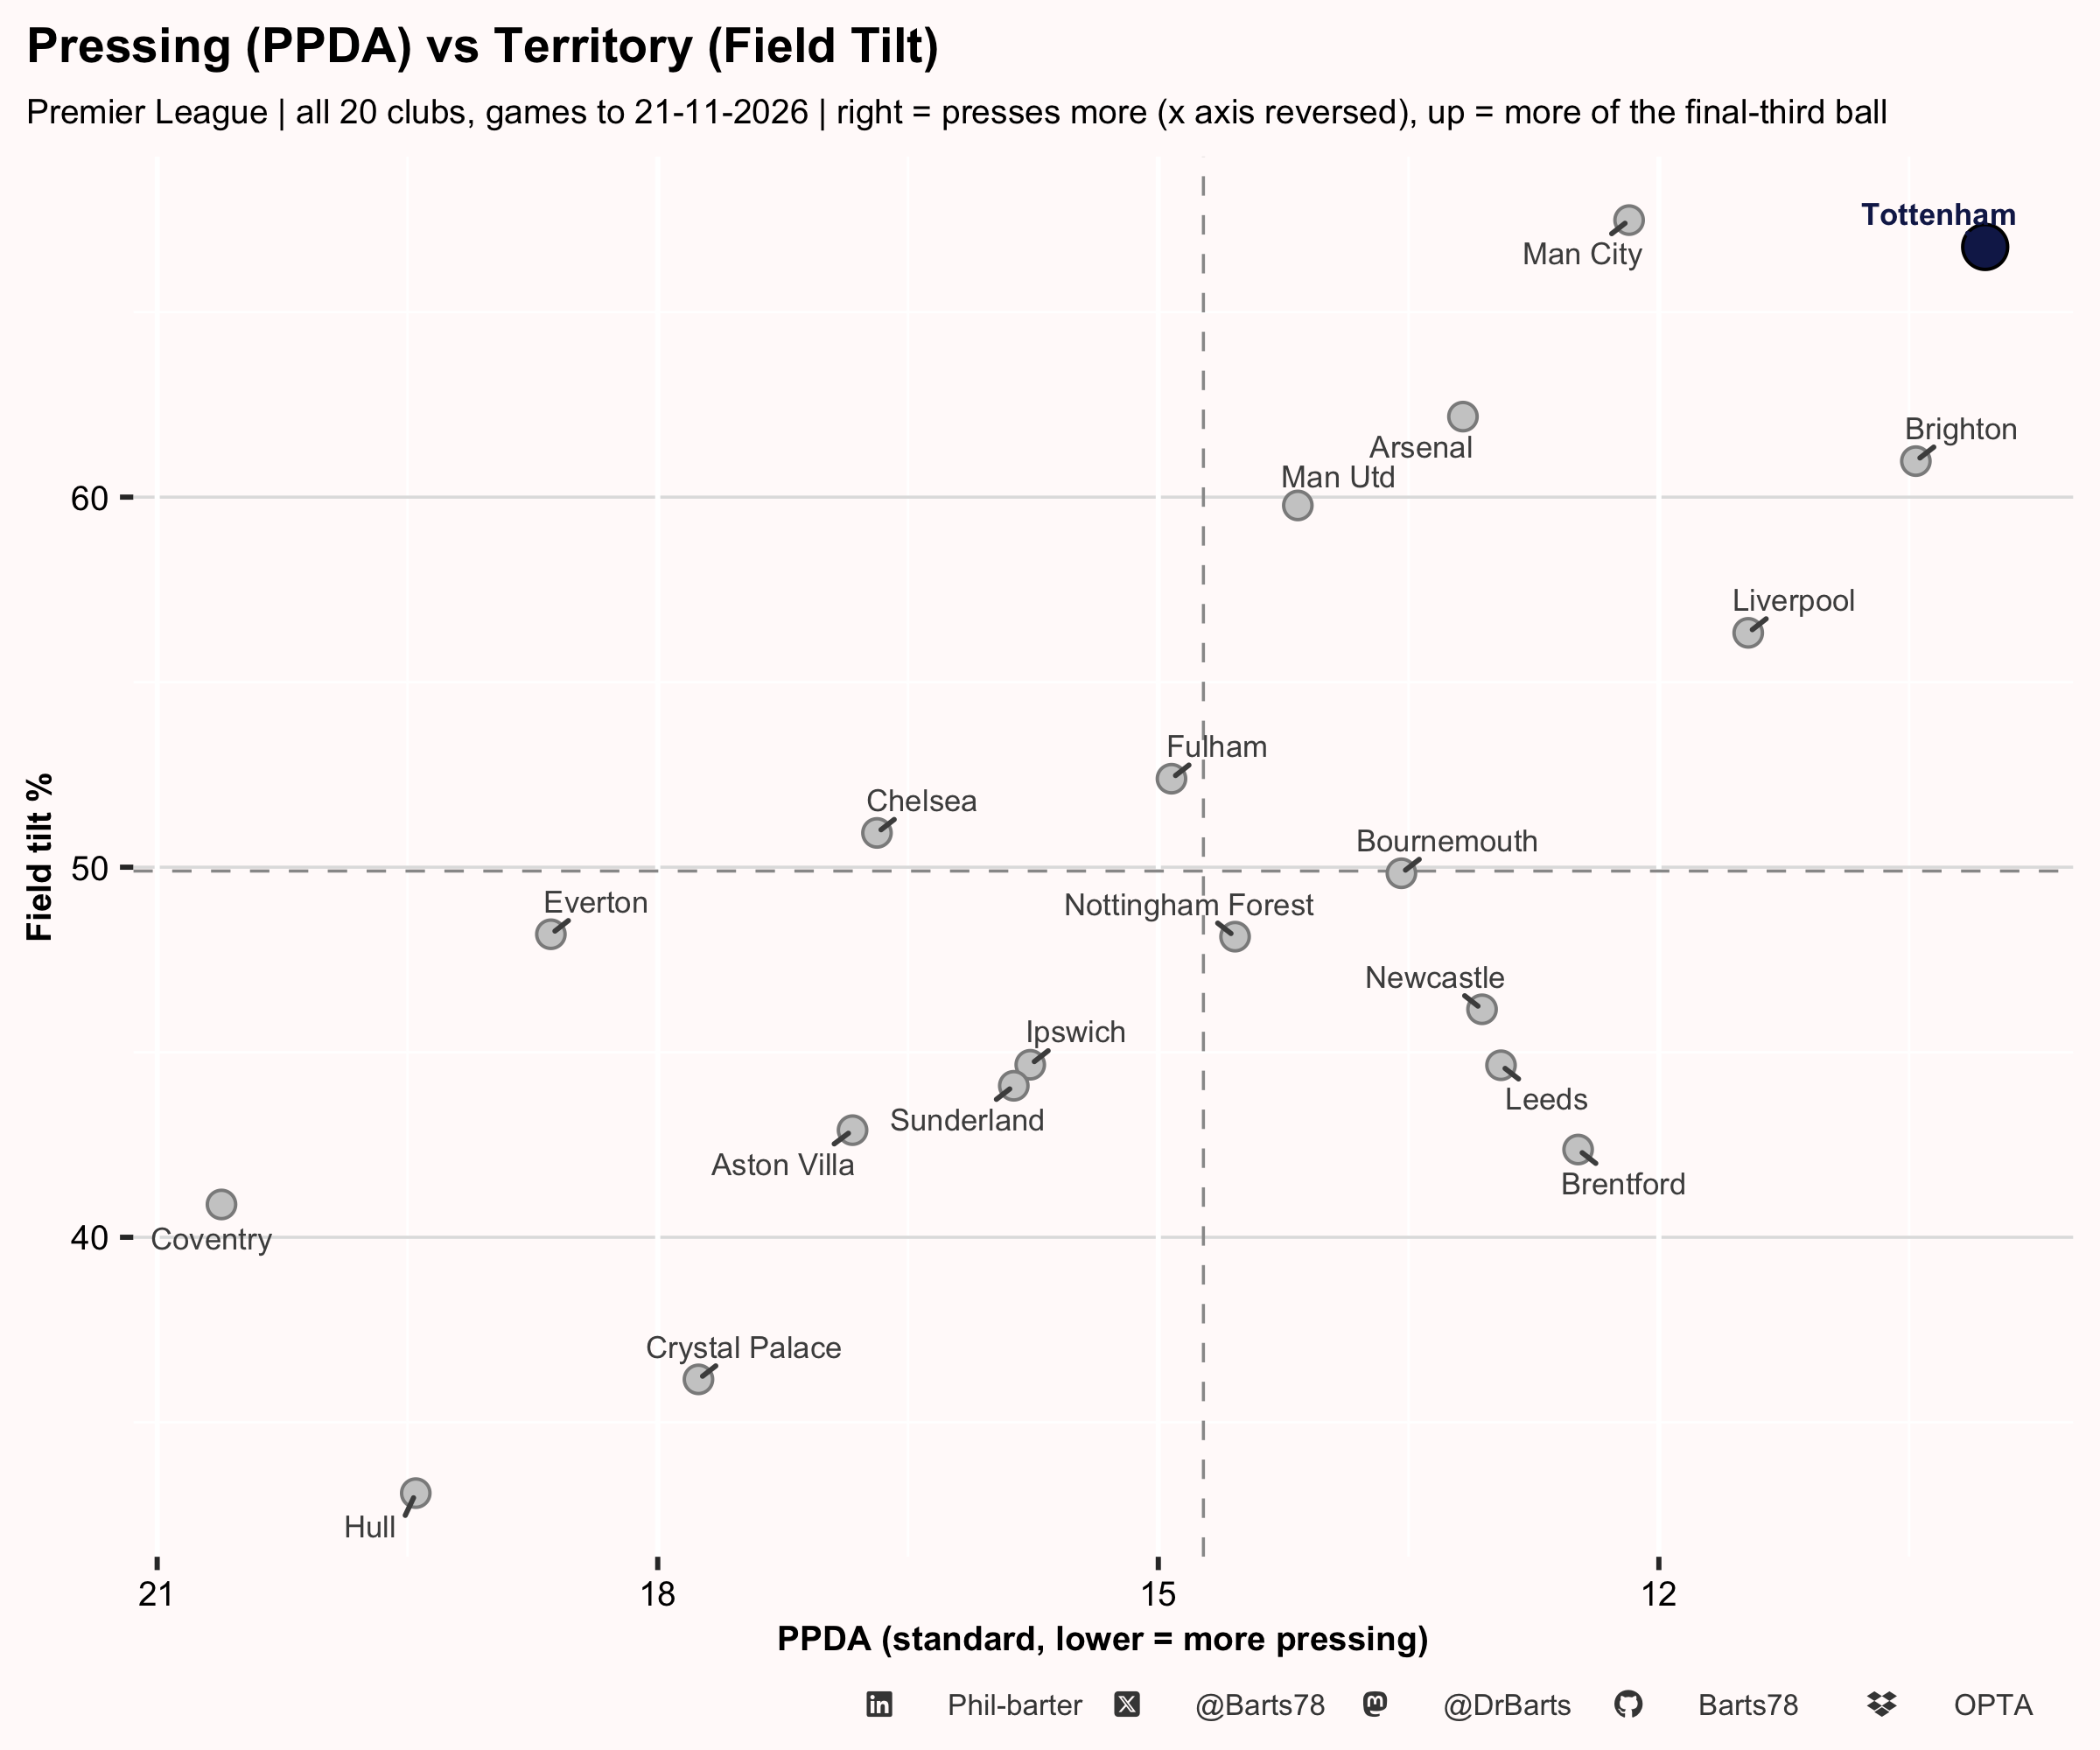 Pressing (PPDA) vs Territory (Field Tilt)
Premier League | all 20 clubs, games to 21-11-2026 | right = presses more (x axis reversed), up = more of the final-third ball
Tottenham
Man City
Arsenal
Brighton
Man Utd
60
Liverpool
Fulham
Chelsea
Bournemouth
50
Everton
Nottingham Forest
Field tilt %
Newcastle
Ipswich
Leeds
Sunderland
Aston Villa
Brentford
Coventry
40
Crystal Palace
Hull
21
18
15
12
PPDA (standard, lower = more pressing)
Phil-barter @Barts78 @DrBarts Barts78 OPTA